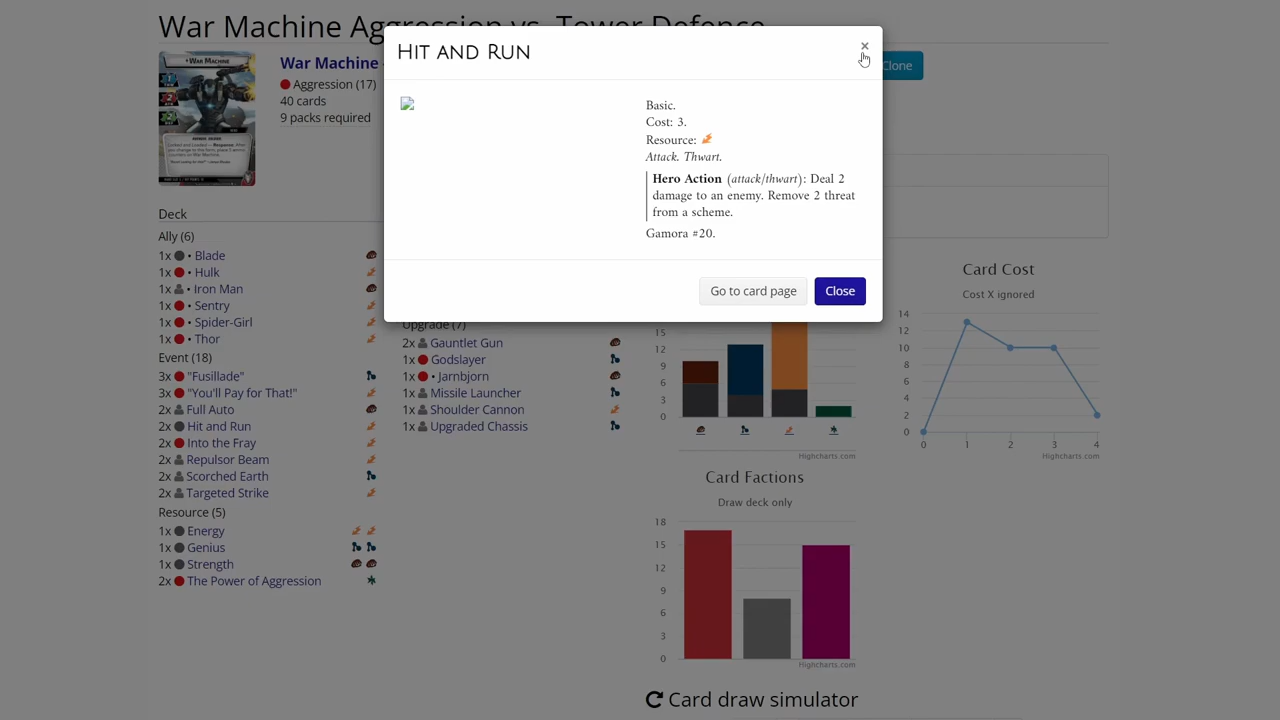 War Machine Aggression vs. Tower Defence
War Machine
Aggression (17)
40 cards
9 packs required
Clone
Hit and Run
×
Basic.
Cost: 3.
Resource:
Attack. Thwart.
Hero Action (attack/thwart): Deal 2
damage to an enemy. Remove 2 threat
from a scheme.
Gamora #20.
Go to card page
Close
Deck
Ally (6)
1x • Blade
1x • Hulk
1x • Iron Man
1x • Sentry
1x • Spider-Girl
1x • Thor
Event (18)
3x "Fusillade"
3x "You'll Pay for That!"
2x Full Auto
2x Hit and Run
2x Into the Fray
2x Repulsor Beam
2x Scorched Earth
2x Targeted Strike
Resource (5)
1x Energy
1x Genius
1x Strength
2x The Power of Aggression
Upgrade (7)
2x Gauntlet Gun
1x Godslayer
1x • Jarnbjorn
1x Missile Launcher
1x Shoulder Cannon
1x Upgraded Chassis
15
12
9
6
3
0
Highcharts.com
Card Cost
Cost X ignored
14
12
10
8
6
4
2
0
0 1 2 3 4
Highcharts.com
Card Factions
Draw deck only
18
15
12
9
6
3
0
Highcharts.com
Card draw simulator